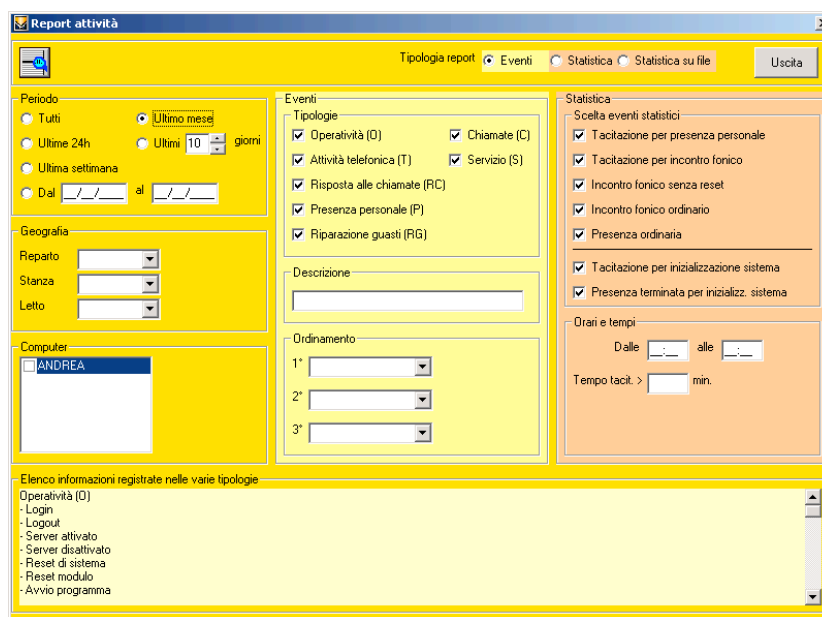 Report attività
Tipologia report Eventi Statistica Statistica su file Uscita
Periodo
Tutti Ultimo mese
Ultime 24h Ultimi 10 giorni
Ultima settimana
Dal __/__/____ al __/__/____
Geografia
Reparto
Stanza
Letto
Computer
ANDREA
Eventi
Tipologie
Operatività (O) Chiamate (C)
Attività telefonica (T) Servizio (S)
Risposta alle chiamate (RC)
Presenza personale (P)
Riparazione guasti (RG)
Descrizione
Ordinamento
1°
2°
3°
Statistica
Scelta eventi statistici
Tacitazione per presenza personale
Tacitazione per incontro fonico
Incontro fonico senza reset
Incontro fonico ordinario
Presenza ordinaria
Tacitazione per inizializzazione sistema
Presenza terminata per inizializz. sistema
Orari e tempi
Dalle __:__ alle __:__
Tempo tacit. > min.
Elenco informazioni registrate nelle varie tipologie
Operatività (O)
- Login
- Logout
- Server attivato
- Server disattivato
- Reset di sistema
- Reset modulo
- Avvio programma